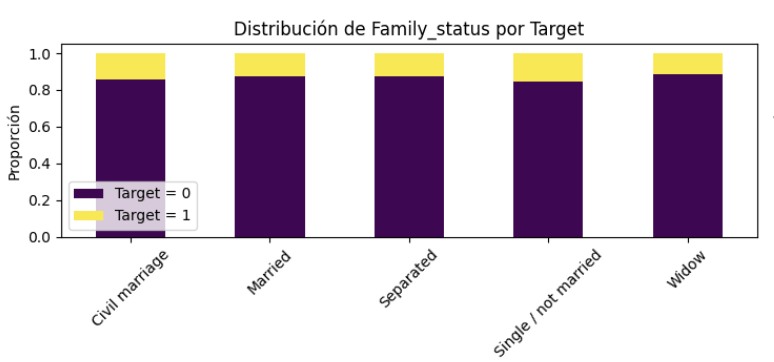 Distribución de Family_status por Target
Proporción
1.0
0.8
0.6
0.4
0.2
0.0
Target = 0
Target = 1
Civil marriage
Married
Separated
Single / not married
Widow